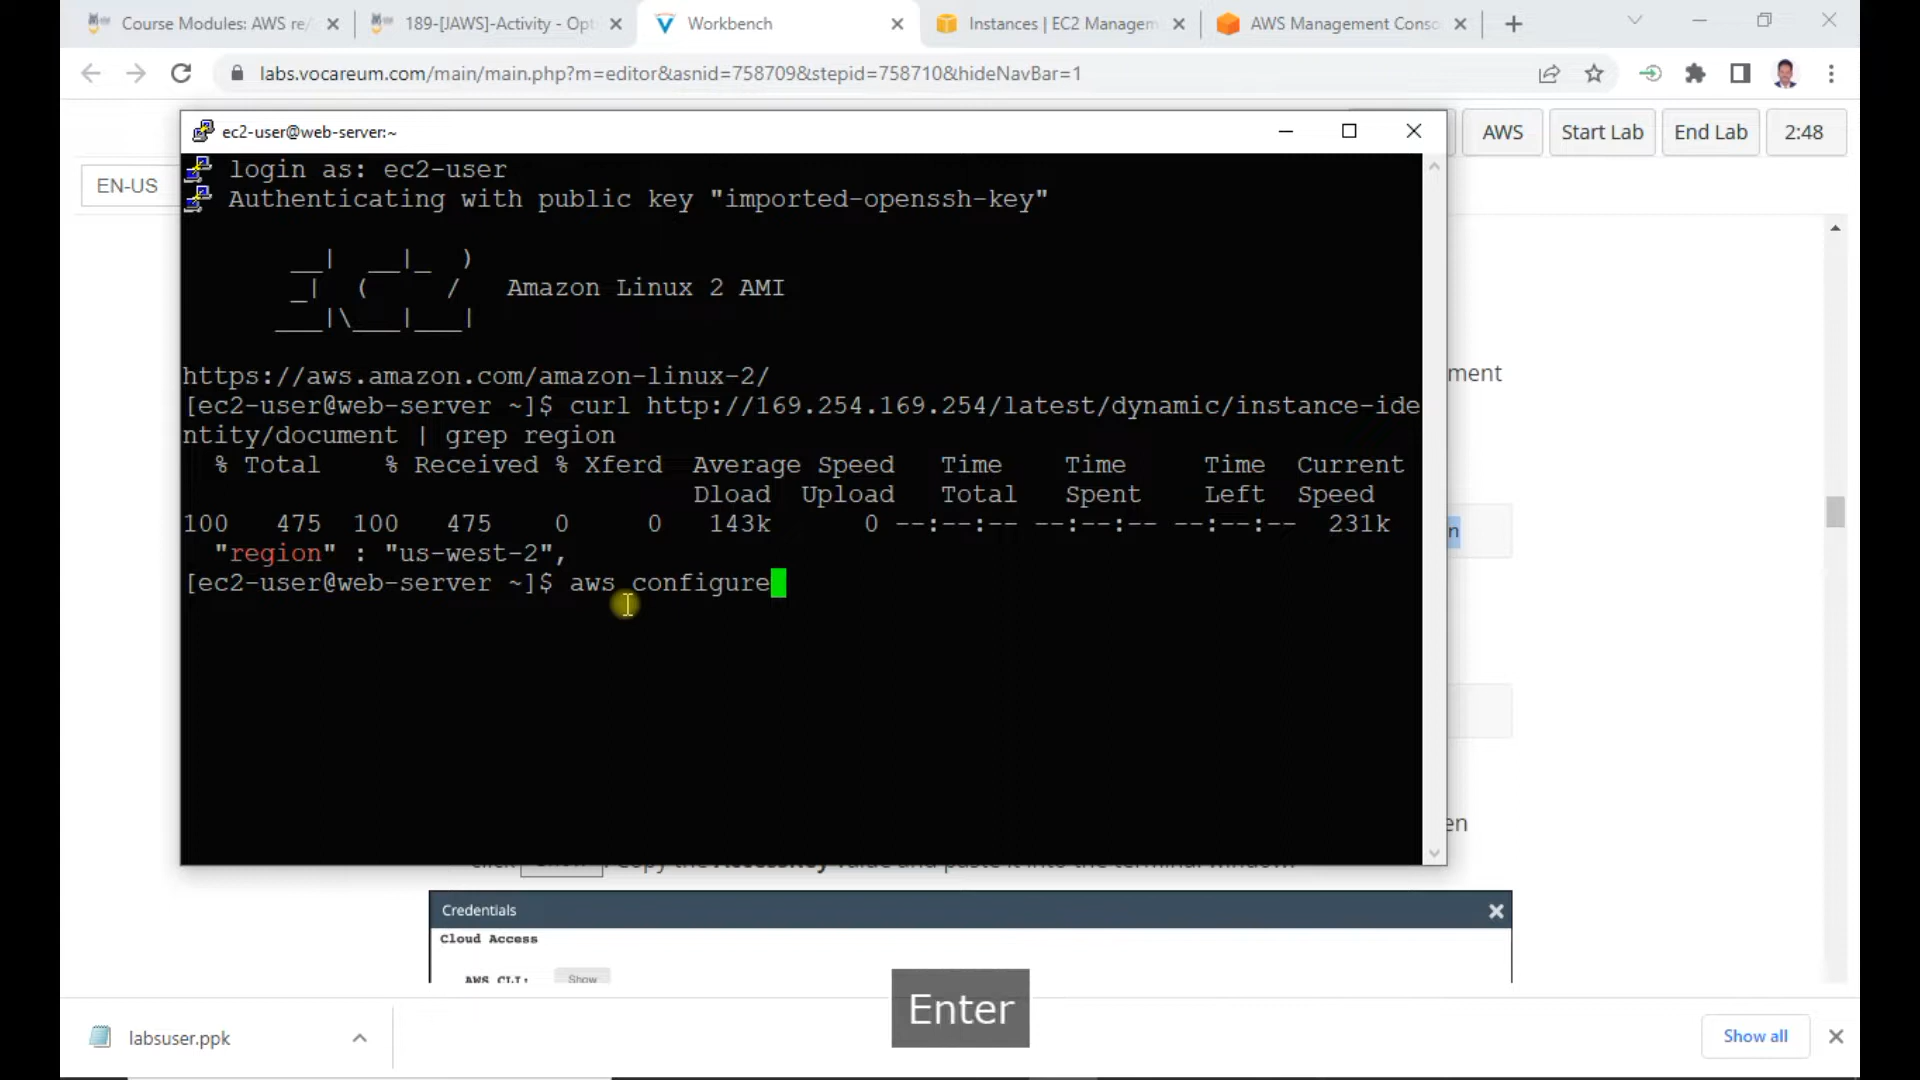 Course Modules: AWS re/
189-[JAWS]-Activity - Opt
Workbench
Instances | EC2 Managem
AWS Management Conso
labs.vocareum.com/main/main.php?m=editor&asnid=758709&stepid=758710&hideNavBar=1
AWS
Start Lab
End Lab
2:48
EN-US
ec2-user@web-server:~
login as: ec2-user
Authenticating with public key "imported-openssh-key"
__|  __|_  )
_|  (     /   Amazon Linux 2 AMI
___|\___|___|
https://aws.amazon.com/amazon-linux-2/
[ec2-user@web-server ~]$ curl http://169.254.169.254/latest/dynamic/instance-ide
ntity/document | grep region
% Total    % Received % Xferd  Average Speed   Time    Time     Time  Current
Dload  Upload   Total   Spent    Left  Speed
100   475  100   475    0     0   143k      0 --:--:-- --:--:-- --:--:--  231k
"region" : "us-west-2",
[ec2-user@web-server ~]$ aws configure
ment
n
en
Credentials
Cloud Access
AWS CLI:
Show
Enter
labsuser.ppk
Show all